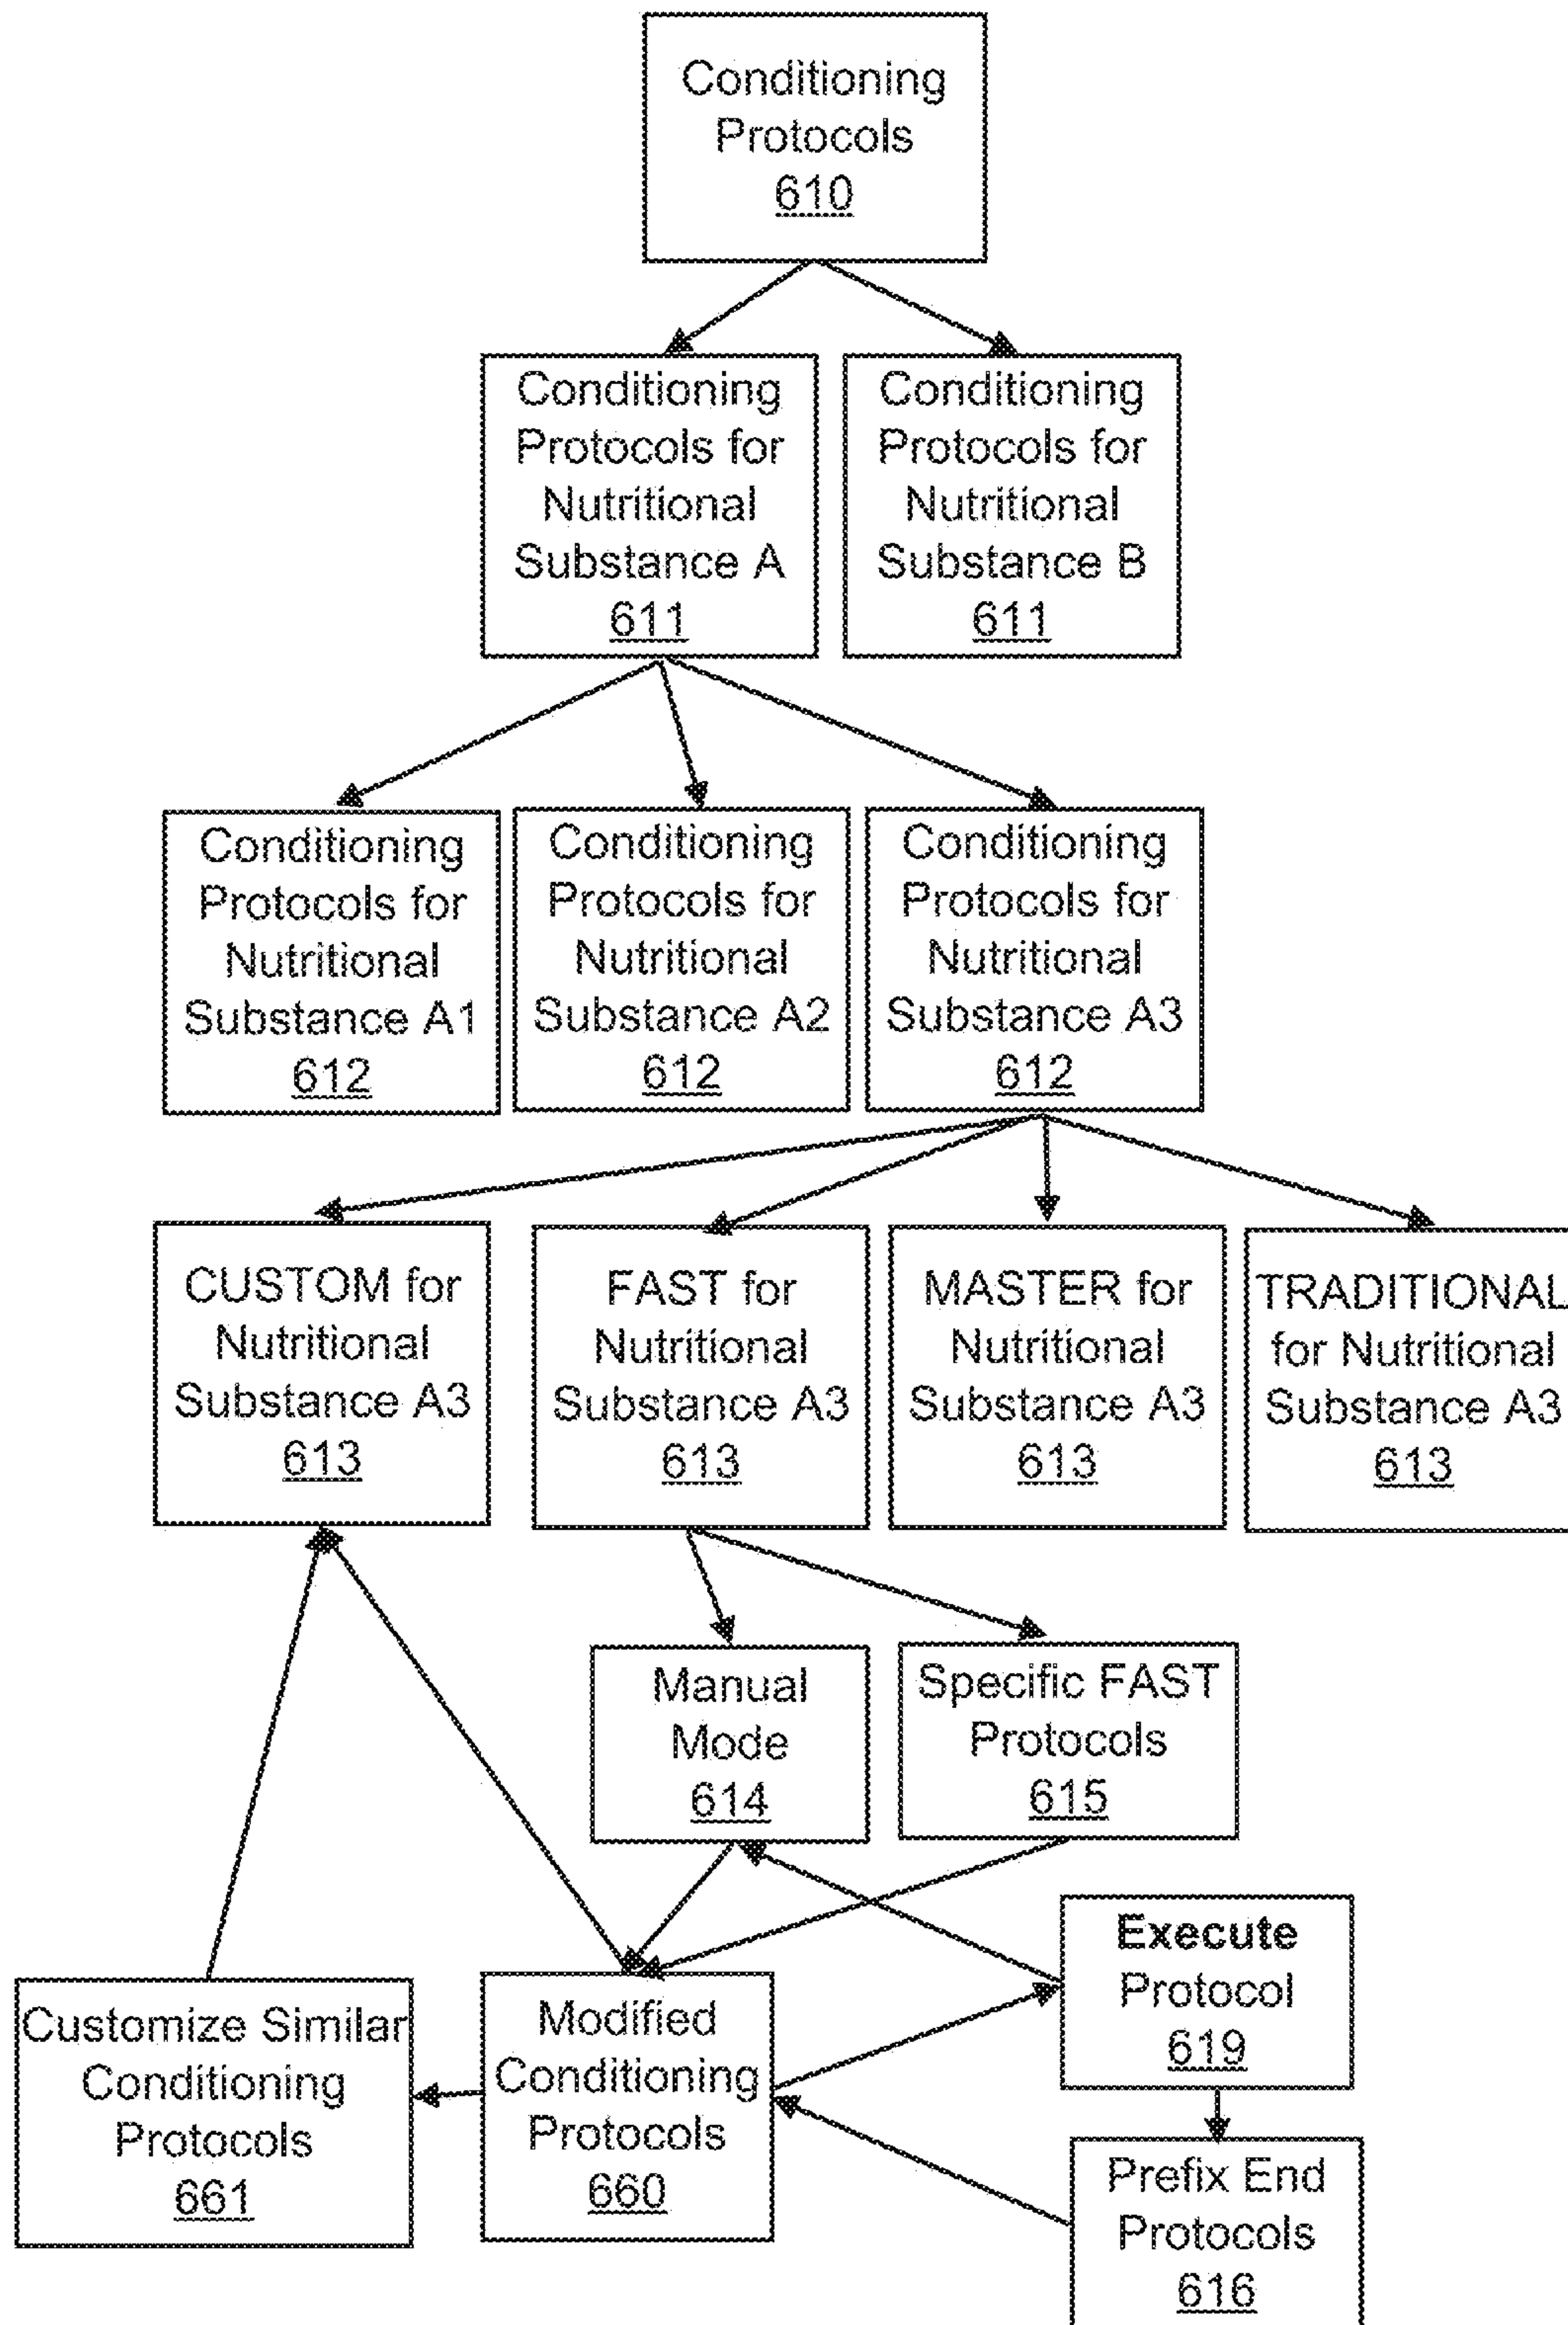 Conditioning
Protocols
610
Conditioning
Protocols for
Nutritional
Substance A
611
Conditioning
Protocols for
Nutritional
Substance B
611
Conditioning
Protocols for
Nutritional
Substance A1
612
Conditioning
Protocols for
Nutritional
Substance A2
612
Conditioning
Protocols for
Nutritional
Substance A3
612
CUSTOM for
Nutritional
Substance A3
613
FAST for
Nutritional
Substance A3
613
MASTER for
Nutritional
Substance A3
613
TRADITIONAL
for Nutritional
Substance A3
613
Manual
Mode
614
Specific FAST
Protocols
615
Execute
Protocol
619
Customize Similar
Conditioning
Protocols
661
Modified
Conditioning
Protocols
660
Prefix End
Protocols
616